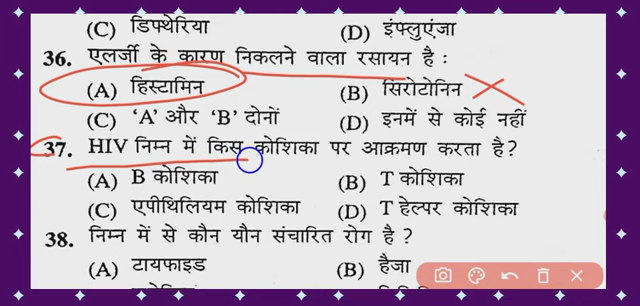 (C) डिफ्थेरिया (D) इंफ्लुएंजा
36. एलर्जी के कारण निकलने वाला रसायन है :
(A) हिस्टामिन (B) सिरोटोनिन
(C) 'A' और 'B' दोनों (D) इनमें से कोई नहीं
37. HIV निम्न में किस कोशिका पर आक्रमण करता है?
(A) B कोशिका (B) T कोशिका
(C) एपीथिलियम कोशिका (D) T हेल्पर कोशिका
38. निम्न में से कौन यौन संचारित रोग है ?
(A) टायफाइड (B) हैजा